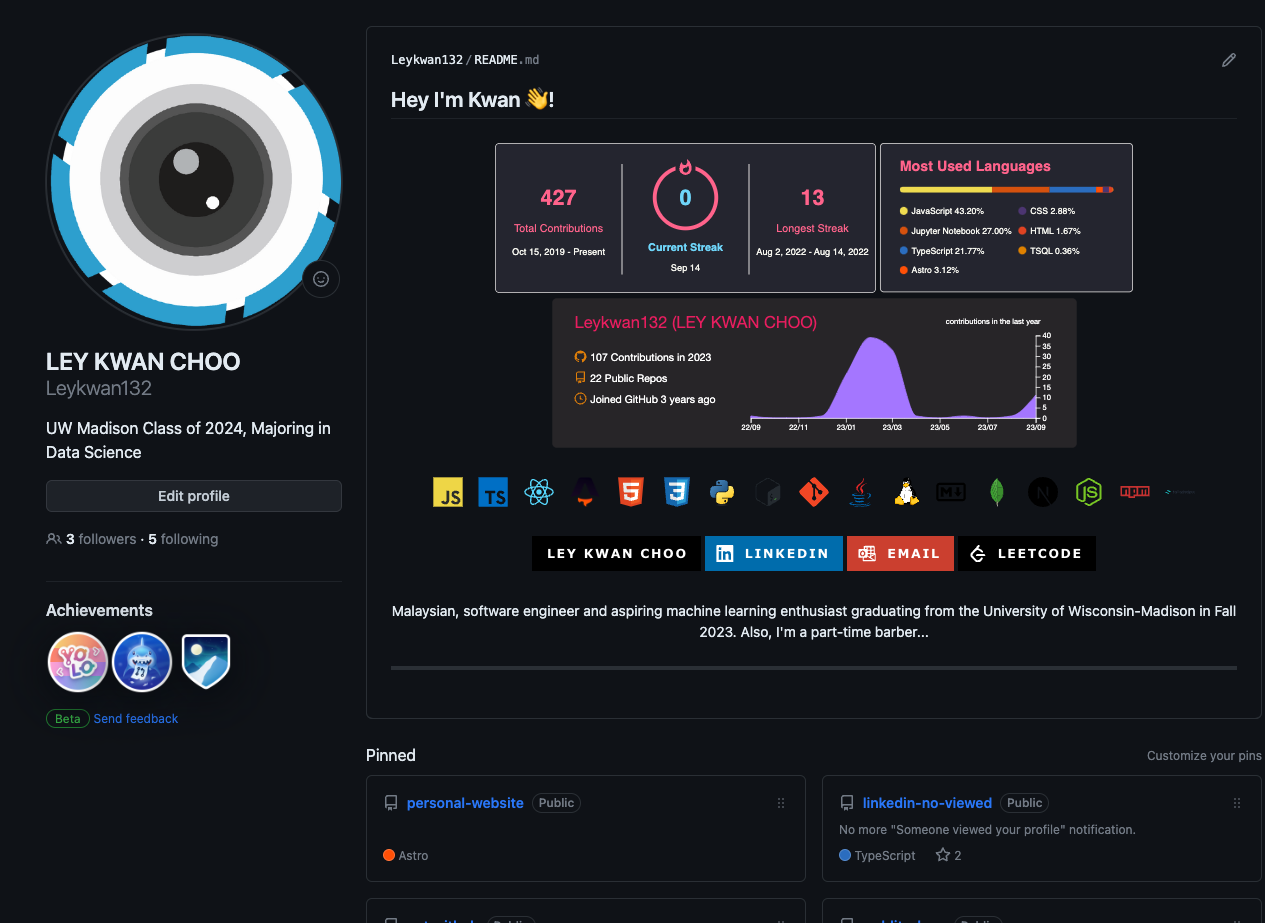 Leykwan132/README.md
Hey I'm Kwan 👋!
427
Total Contributions
Oct 15, 2019 - Present
0
Current Streak
Sep 14
13
Longest Streak
Aug 2, 2022 - Aug 14, 2022
Most Used Languages
JavaScript 43.20%
Jupyter Notebook 27.00%
TypeScript 21.77%
Astro 3.12%
CSS 2.88%
HTML 1.67%
TSQL 0.36%
Leykwan132 (LEY KWAN CHOO)
107 Contributions in 2023
22 Public Repos
Joined GitHub 3 years ago
contributions in the last year
40
35
30
25
20
15
10
5
0
22/09 22/11 23/01 23/03 23/05 23/07 23/09
JS TS 5 3 M N JS npm
LEY KWAN CHOO LINKEDIN EMAIL LEETCODE
Malaysian, software engineer and aspiring machine learning enthusiast graduating from the University of Wisconsin-Madison in Fall
2023. Also, I'm a part-time barber...
LEY KWAN CHOO
Leykwan132
UW Madison Class of 2024, Majoring in
Data Science
Edit profile
3 followers · 5 following
Achievements
YOLO
Beta Send feedback
Pinned
Customize your pins
personal-website Public
Astro
linkedin-no-viewed Public
No more "Someone viewed your profile" notification.
TypeScript 2